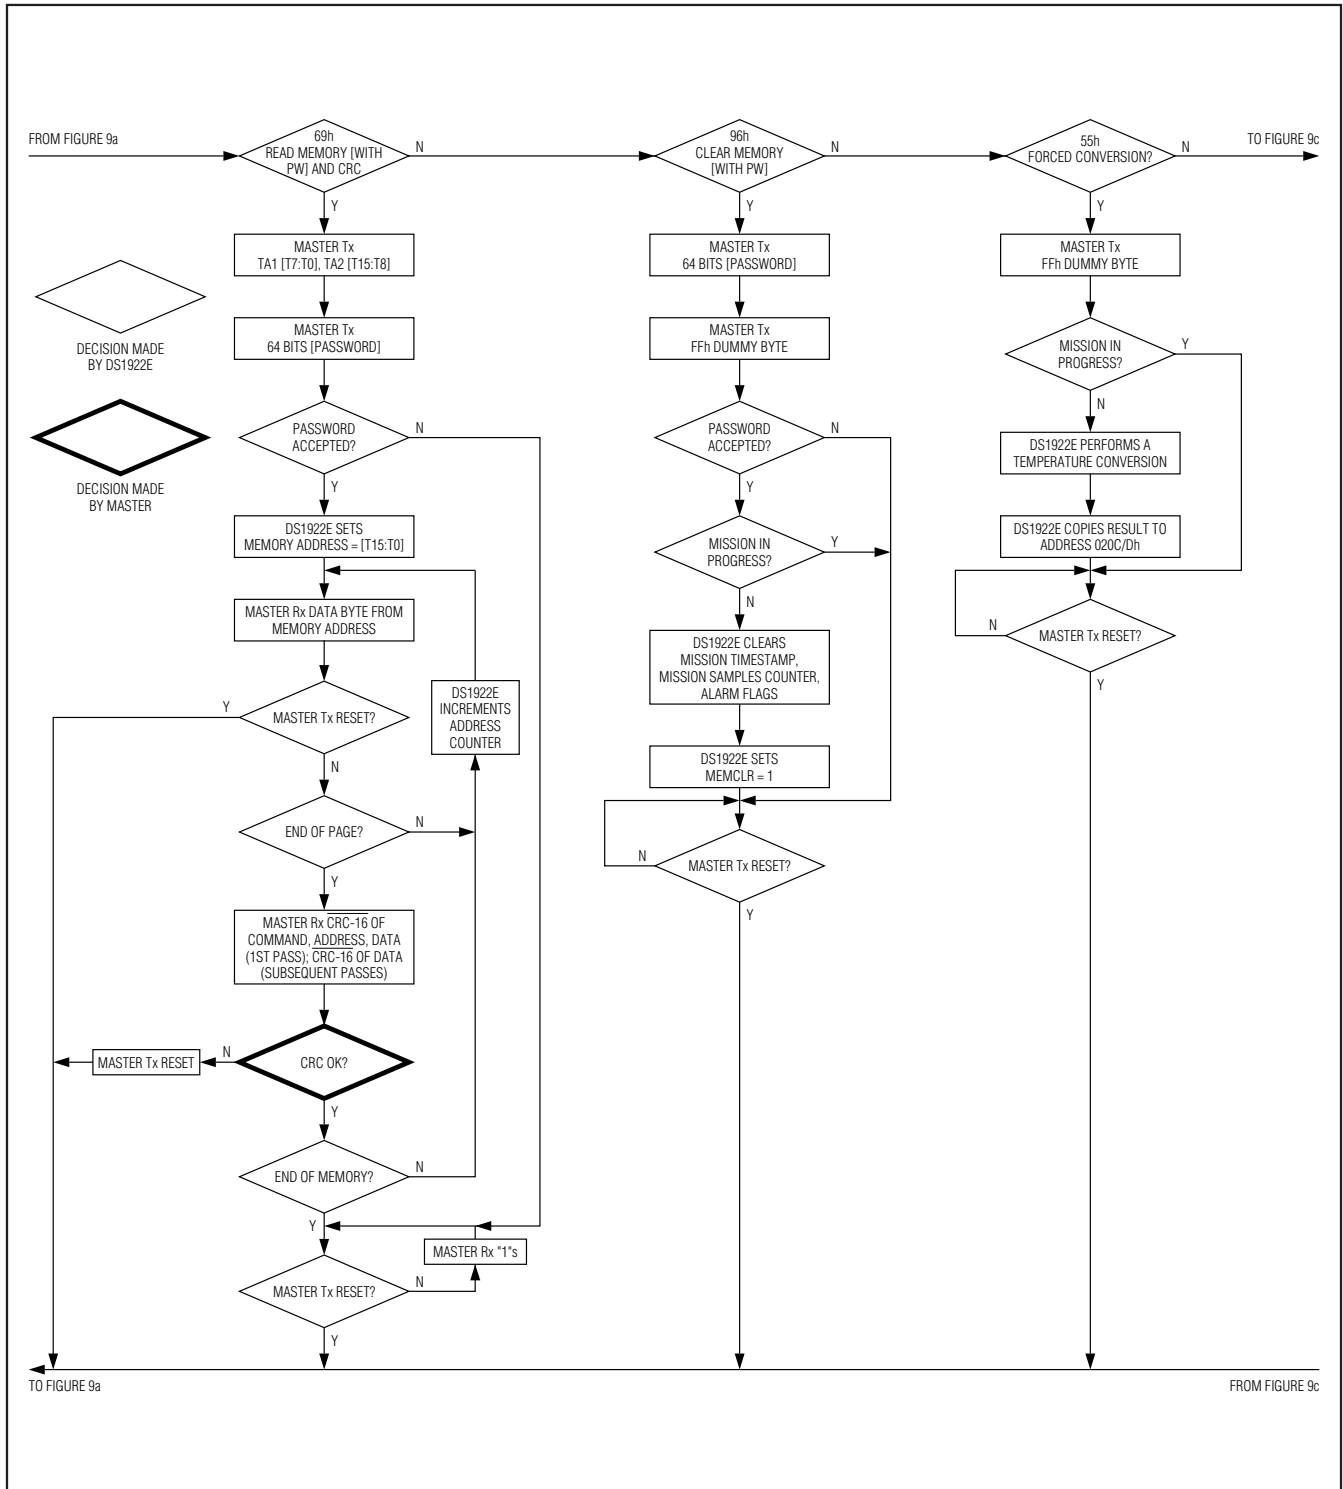 FROM FIGURE 9a
69h
READ MEMORY [WITH
PW] AND CRC
N
Y
MASTER Tx
TA1 [T7:T0], TA2 [T15:T8]
MASTER Tx
64 BITS [PASSWORD]
DECISION MADE
BY DS1922E
DECISION MADE
BY MASTER
PASSWORD
ACCEPTED?
N
Y
DS1922E SETS
MEMORY ADDRESS = [T15:T0]
MASTER Rx DATA BYTE FROM
MEMORY ADDRESS
DS1922E
INCREMENTS
ADDRESS
COUNTER
Y
MASTER Tx RESET?
N
END OF PAGE?
N
Y
MASTER Rx CRC-16 OF
COMMAND, ADDRESS, DATA
(1ST PASS); CRC-16 OF DATA
(SUBSEQUENT PASSES)
MASTER Tx RESET
N
CRC OK?
Y
END OF MEMORY?
N
Y
MASTER Rx "1"s
MASTER Tx RESET?
N
Y
96h
CLEAR MEMORY
[WITH PW]
N
Y
MASTER Tx
64 BITS [PASSWORD]
MASTER Tx
FFh DUMMY BYTE
PASSWORD
ACCEPTED?
N
Y
MISSION IN
PROGRESS?
Y
N
DS1922E CLEARS
MISSION TIMESTAMP,
MISSION SAMPLES COUNTER,
ALARM FLAGS
DS1922E SETS
MEMCLR = 1
N
MASTER Tx RESET?
Y
55h
FORCED CONVERSION?
N
TO FIGURE 9c
Y
MASTER Tx
FFh DUMMY BYTE
MISSION IN
PROGRESS?
Y
N
DS1922E PERFORMS A
TEMPERATURE CONVERSION
DS1922E COPIES RESULT TO
ADDRESS 020C/Dh
N
MASTER Tx RESET?
Y
TO FIGURE 9a
FROM FIGURE 9c